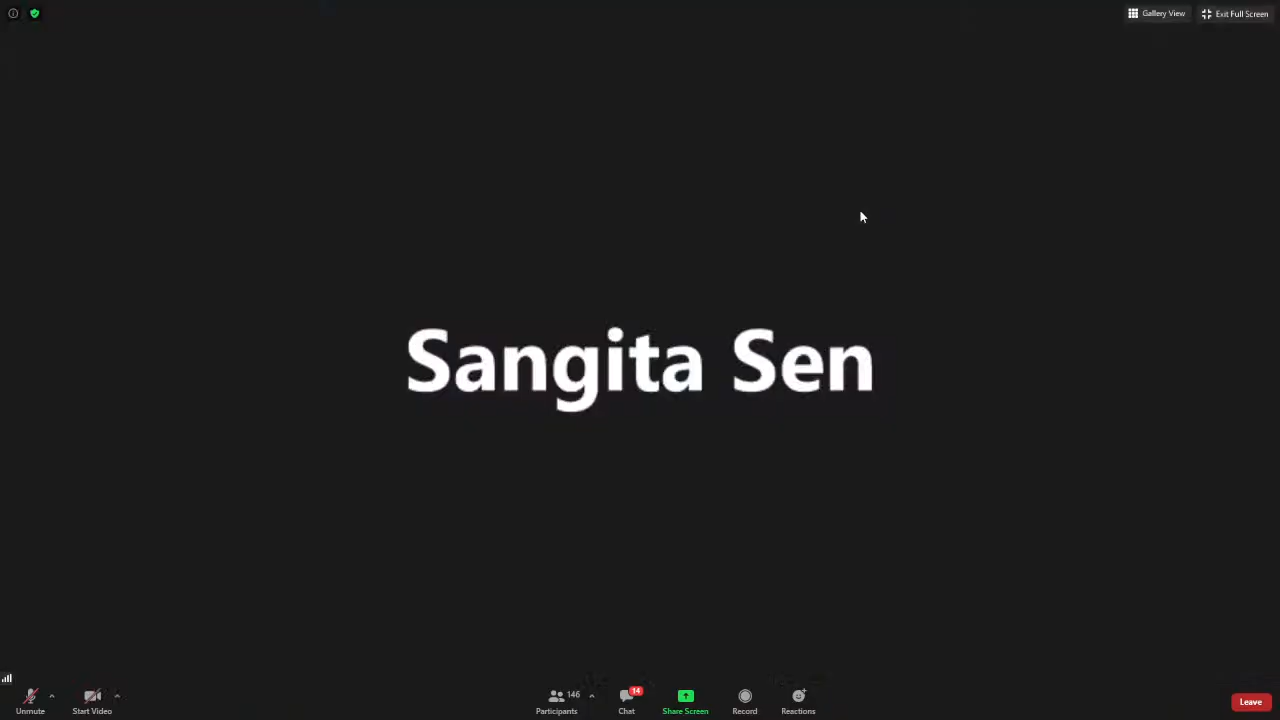 Gallery View Exit Full Screen
Sangita Sen
Unmute Start Video 146 Participants 14 Chat Share Screen Record Reactions Leave